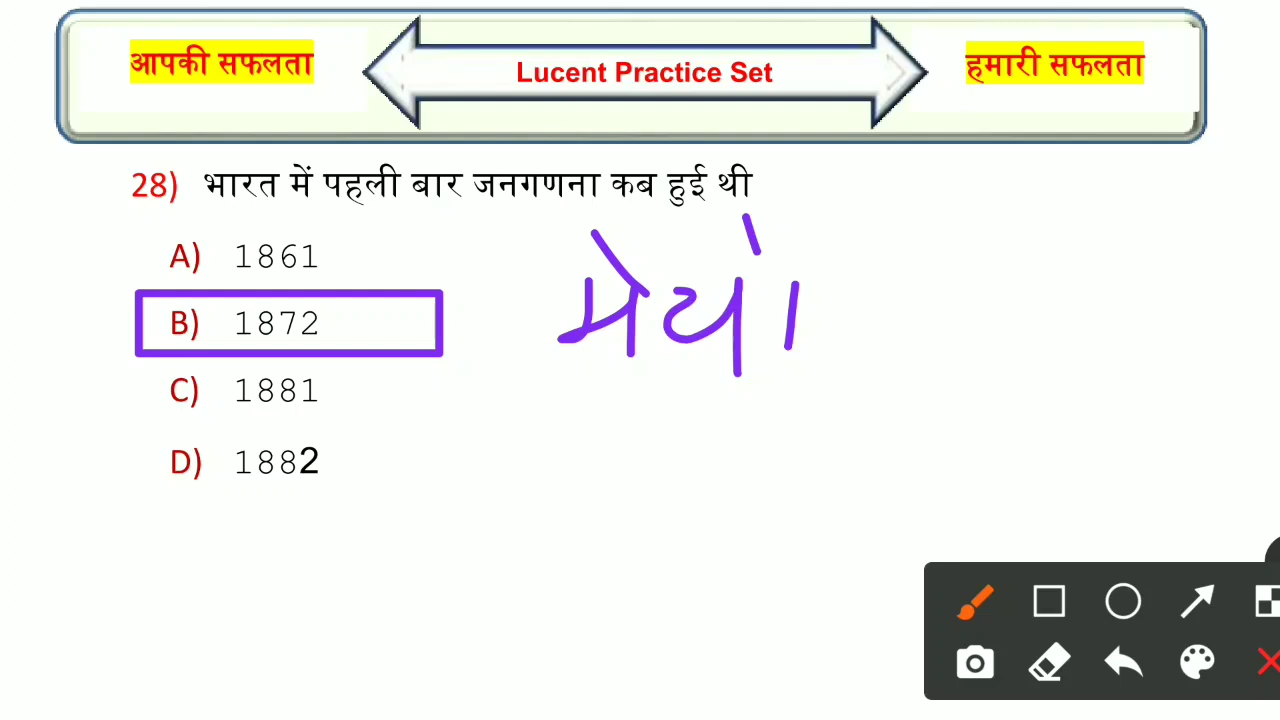 आपकी सफलता
Lucent Practice Set
हमारी सफलता
28) भारत में पहली बार जनगणना कब हुई थी
A) 1861
B) 1872
C) 1881
D) 1882